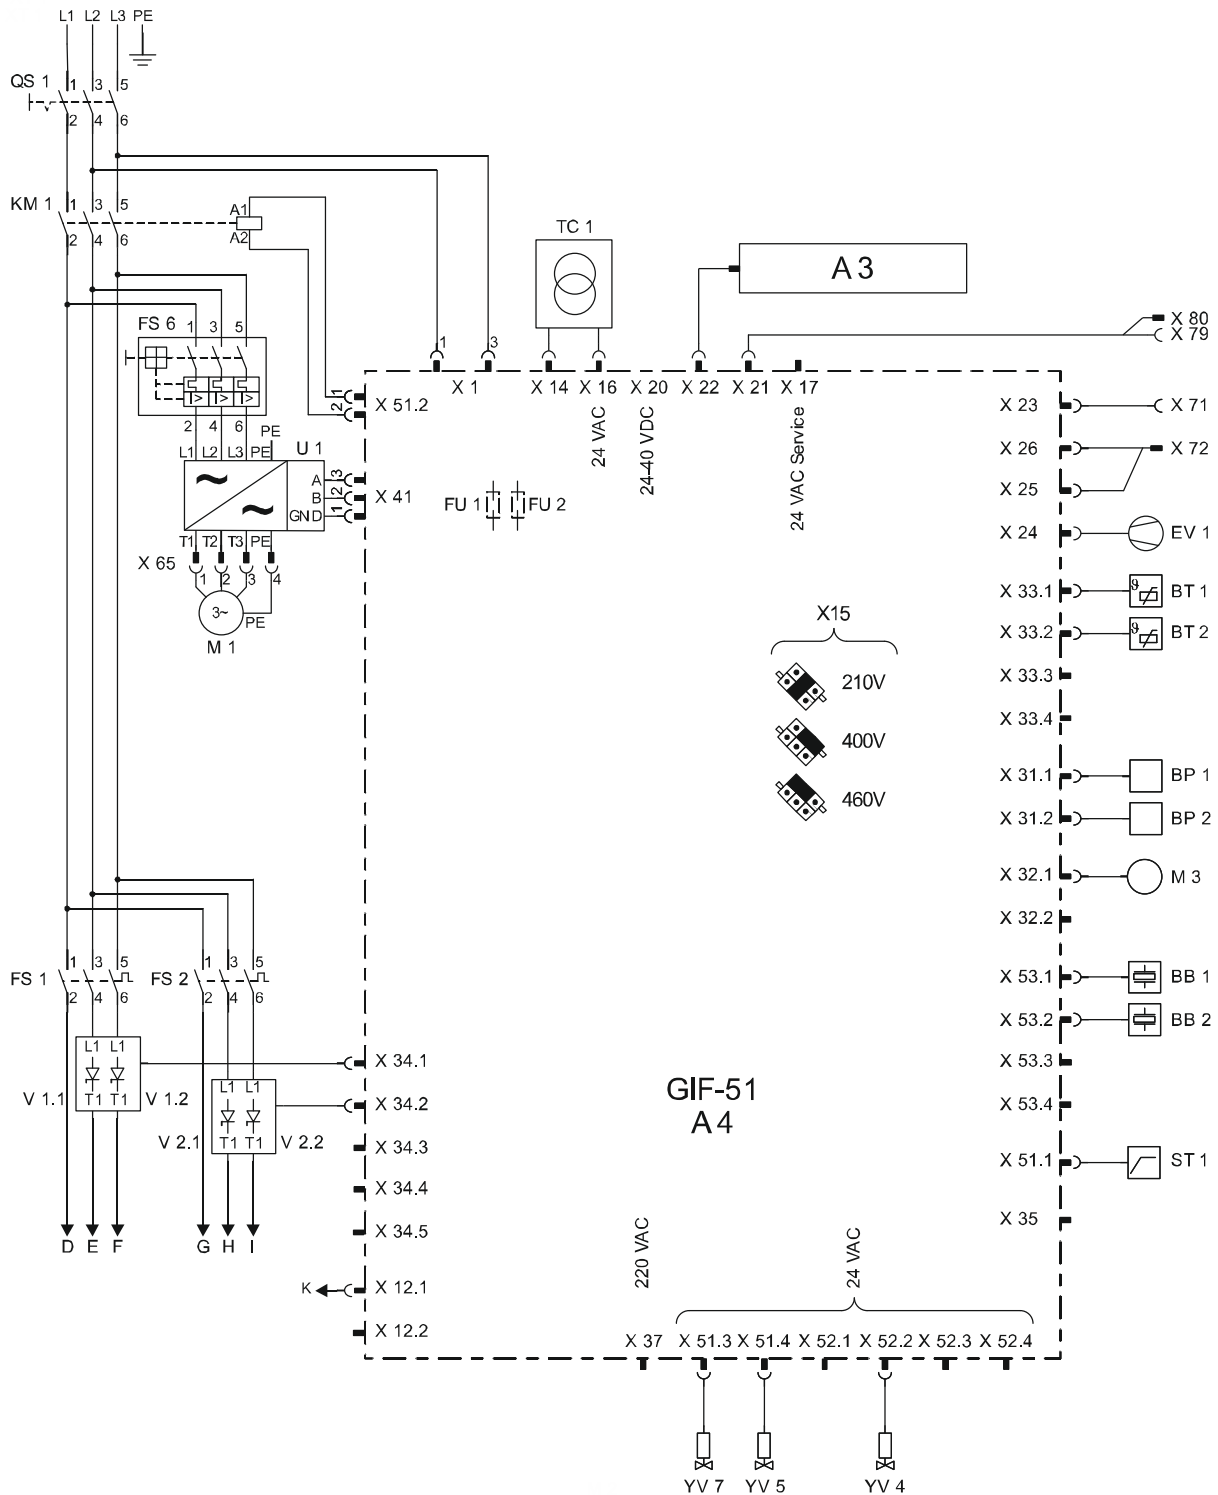 L1 L2 L3 PE
QS 1
1 3 5
2 4 6
KM 1
1 3 5
2 4 6
A1
A2
TC 1
A 3
X 80
X 79
FS 6
1 3 5
2 4 6
1 3
X 1 X 14 X 16 X 20 X 22 X 21 X 17
24 VAC
24-40 VDC
24 VAC Service
1
2
X 51.2
X 23 X 71
X 26 X 72
X 25
X 24 EV 1
PE
U 1
L1 L2 L3 PE
A 3
B 2
GND 1
X 41
FU 1 FU 2
T1 T2 T3 PE
X 65
1 2 3 4
3~
PE
M 1
X15
210V
400V
460V
X 33.1 ϑ BT 1
X 33.2 ϑ BT 2
X 33.3
X 33.4
X 31.1 BP 1
X 31.2 BP 2
X 32.1 M 3
X 32.2
FS 1
1 3 5
2 4 6
FS 2
1 3 5
2 4 6
X 53.1 BB 1
X 53.2 BB 2
X 53.3
X 53.4
X 51.1 ST 1
X 35
L1 L1
T1 T1
V 1.1 V 1.2
L1 L1
T1 T1
V 2.1 V 2.2
X 34.1
X 34.2
X 34.3
X 34.4
X 34.5
GIF-51
A 4
D E F G H I
K
X 12.1
X 12.2
220 VAC
24 VAC
X 37 X 51.3 X 51.4 X 52.1 X 52.2 X 52.3 X 52.4
YV 7 YV 5 YV 4